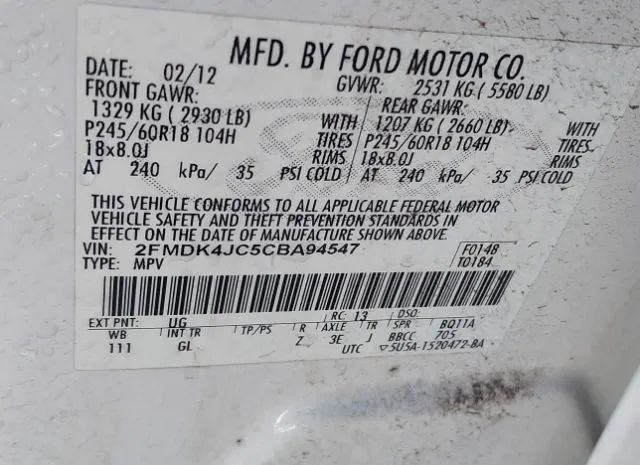 MFD. BY FORD MOTOR CO.
DATE: 02/12 GVWR: 2531 KG ( 5580 LB)
FRONT GAWR: REAR GAWR:
1329 KG ( 2930 LB) WITH 1207 KG ( 2660 LB) WITH
P245/60R18 104H TIRES P245/60R18 104H TIRES
18x8.0J RIMS 18x8.0J RIMS
AT 240 kPa/ 35 PSI COLD AT 240 kPa/ 35 PSI COLD
THIS VEHICLE CONFORMS TO ALL APPLICABLE FEDERAL MOTOR
VEHICLE SAFETY AND THEFT PREVENTION STANDARDS IN
EFFECT ON THE DATE OF MANUFACTURE SHOWN ABOVE.
VIN: 2FMDK4JC5CBA94547 F0148
TYPE: MPV T0184
EXT PNT: UG RC: 13 DSO:
WB INT TR TP/PS R AXLE TR SPR BQ11A
111 GL Z 3E J BBCC 705
UTC ▽5U5A-1520472-BA
Ford